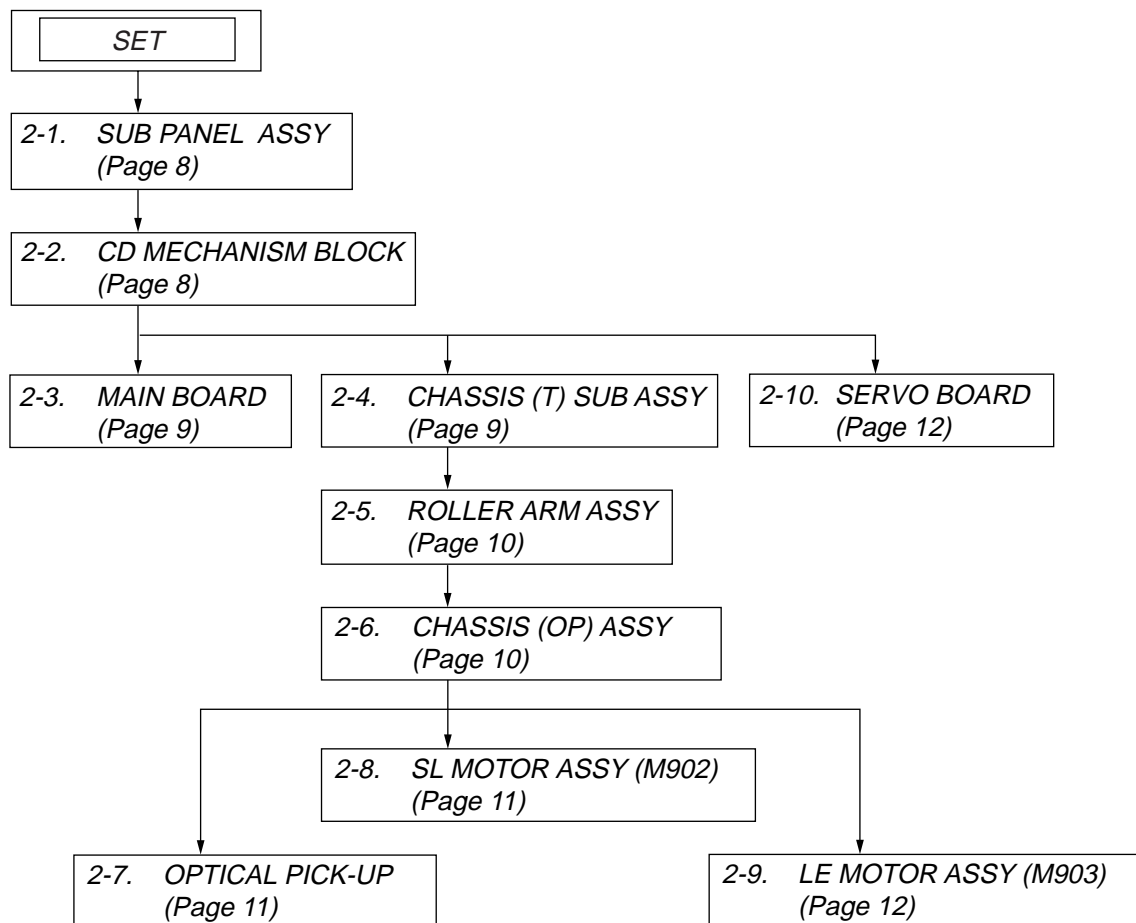 SET
2-1. SUB PANEL ASSY
(Page 8)
2-2. CD MECHANISM BLOCK
(Page 8)
2-3. MAIN BOARD
(Page 9)
2-4. CHASSIS (T) SUB ASSY
(Page 9)
2-10. SERVO BOARD
(Page 12)
2-5. ROLLER ARM ASSY
(Page 10)
2-6. CHASSIS (OP) ASSY
(Page 10)
2-8. SL MOTOR ASSY (M902)
(Page 11)
2-7. OPTICAL PICK-UP
(Page 11)
2-9. LE MOTOR ASSY (M903)
(Page 12)